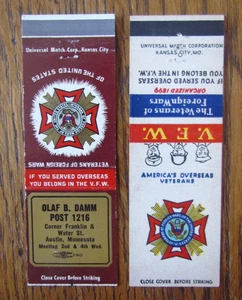 Universal Match Corp., Kansas City
OF THE UNITED STATES
VETERANS OF FOREIGN WARS
IF YOU SERVED OVERSEAS
YOU BELONG IN THE V.F.W.
OLAF B. DAMM
POST 1216
Corner Franklin &
Water St.
Austin, Minnesota
Meeting 2nd & 4th Wed.
Close Cover Before Striking
UNIVERSAL MATCH CORPORATION
KANSAS CITY, MO.
YOU BELONG IN THE V.F.W.
IF YOU SERVED OVERSEAS
ORGANIZED 1899
The Veterans of
Foreign Wars
V.F.W.
AMERICA'S OVERSEAS
VETERANS
CLOSE COVER BEFORE STRIKING